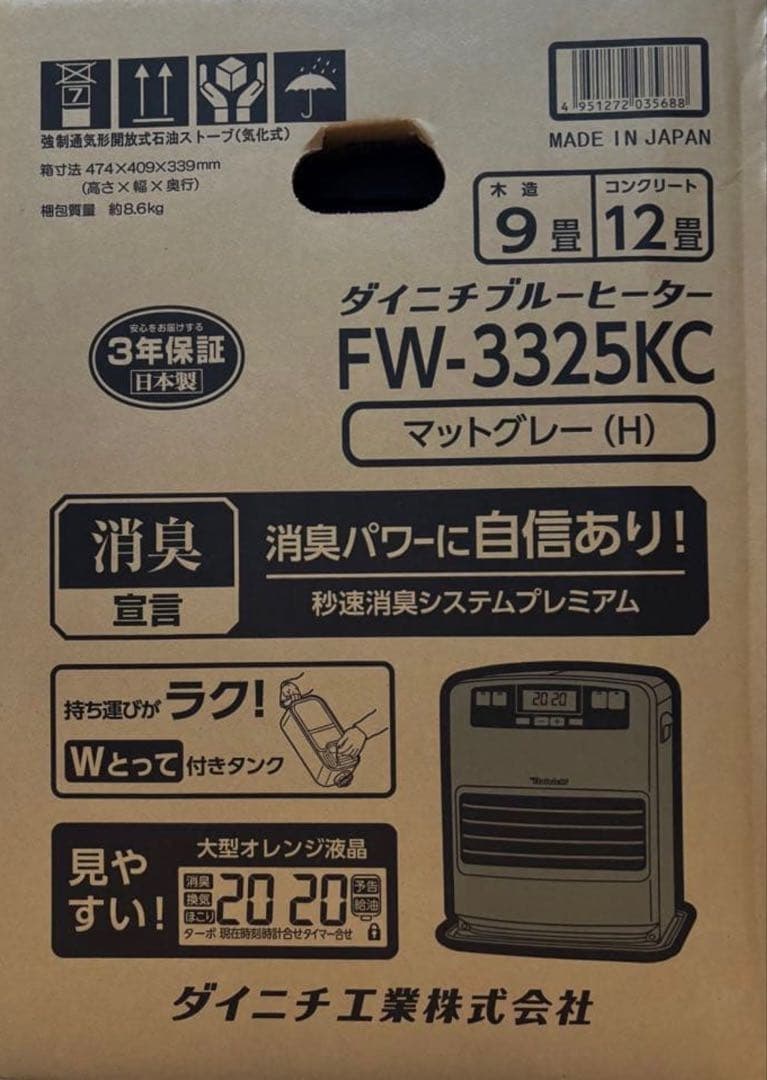 7
強制通気形開放式石油ストーブ(気化式)
箱寸法 474×409×339mm
(高さ×幅×奥行)
梱包質量 約8.6kg
4 951272 035688
MADE IN JAPAN
木造 9畳
コンクリート 12畳
ダイニチブルーヒーター
FW-3325KC
マットグレー(H)
安心をお届けする
3年保証
日本製
消臭
宣言
消臭パワーに自信あり!
秒速消臭システムプレミアム
持ち運びがラク!
Wとって付きタンク
20 20
見や
すい!
大型オレンジ液晶
消臭
換気
ほこり
20 20
予告
給油
ターボ 現在時刻時計合せタイマー合せ
ダイニチ工業株式会社